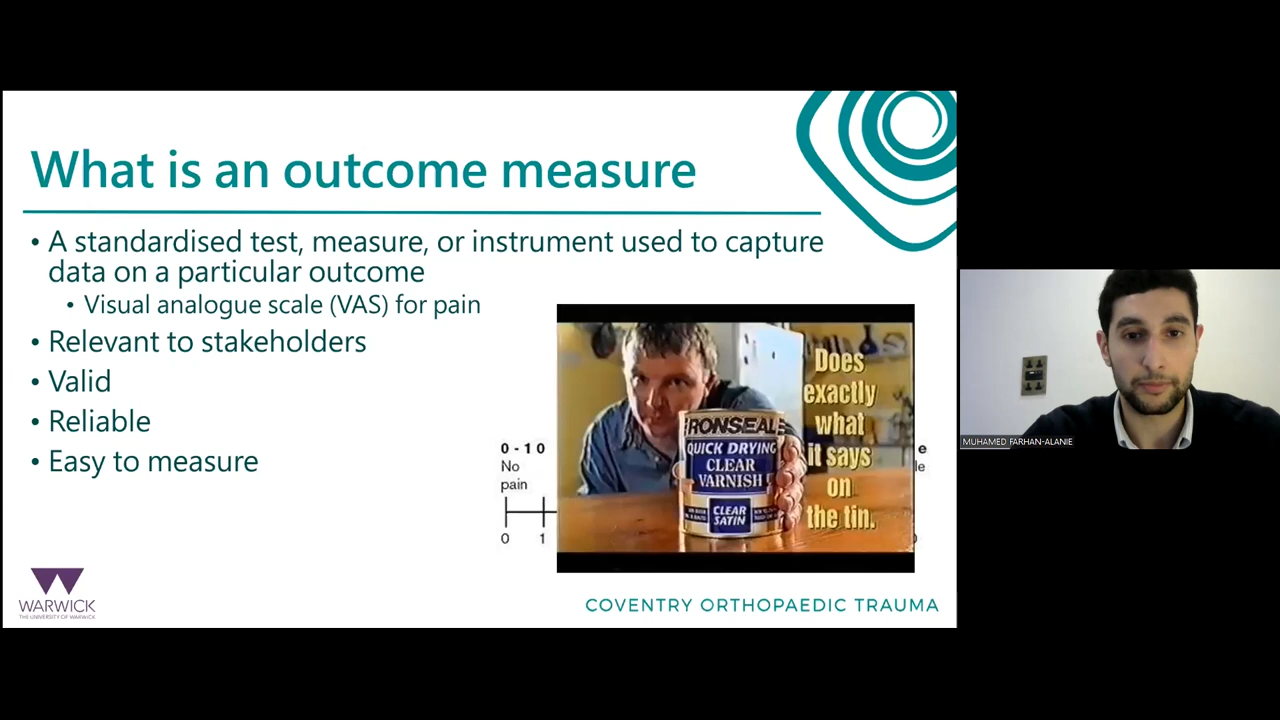 What is an outcome measure
• A standardised test, measure, or instrument used to capture
data on a particular outcome
• Visual analogue scale (VAS) for pain
• Relevant to stakeholders
• Valid
• Reliable
• Easy to measure
0-10
No
pain
0 1
RONSEAL
QUICK DRYING
CLEAR
VARNISH
CLEAR
SATIN
Does
exactly
what
it says
on
the tin.
e
le
WARWICK
THE UNIVERSITY OF WARWICK
COVENTRY ORTHOPAEDIC TRAUMA
MUHAMED FARHAN-ALANIE